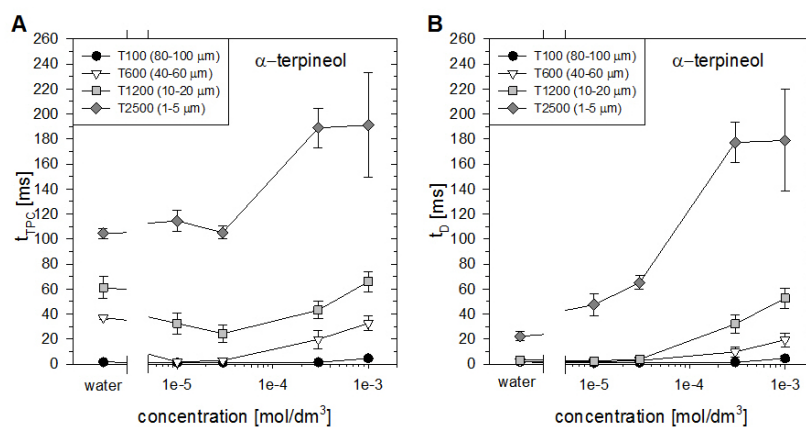 A
260
240
220
200
180
160
140
120
100
80
60
40
20
0
t_TPC [ms]
T100 (80-100 μm)
T600 (40-60 μm)
T1200 (10-20 μm)
T2500 (1-5 μm)
α−terpineol
water
1e-5
1e-4
1e-3
concentration [mol/dm³]
B
260
240
220
200
180
160
140
120
100
80
60
40
20
0
t_D [ms]
T100 (80-100 μm)
T600 (40-60 μm)
T1200 (10-20 μm)
T2500 (1-5 μm)
α−terpineol
water
1e-5
1e-4
1e-3
concentration [mol/dm³]